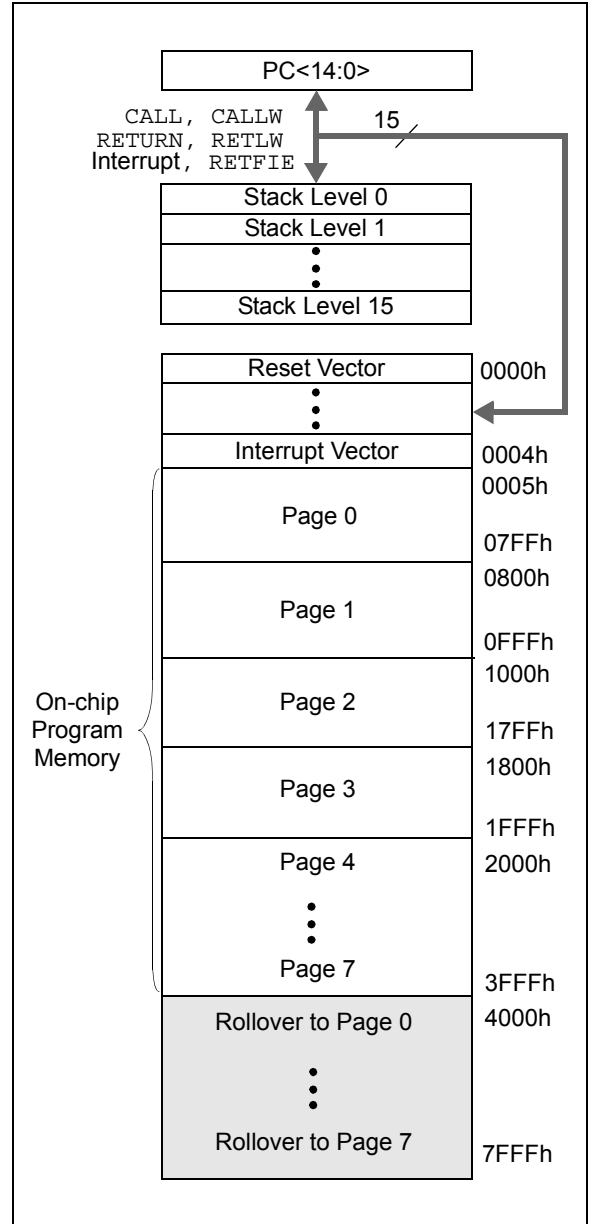 PC<14:0>
CALL, CALLW
15
RETURN, RETLW
Interrupt, RETFIE
Stack Level 0
Stack Level 1
Stack Level 15
Reset Vector
0000h
Interrupt Vector
0004h
0005h
Page 0
07FFh
0800h
Page 1
0FFFh
1000h
On-chip
Program
Memory
Page 2
17FFh
1800h
Page 3
1FFFh
Page 4
2000h
Page 7
3FFFh
Rollover to Page 0
4000h
Rollover to Page 7
7FFFh